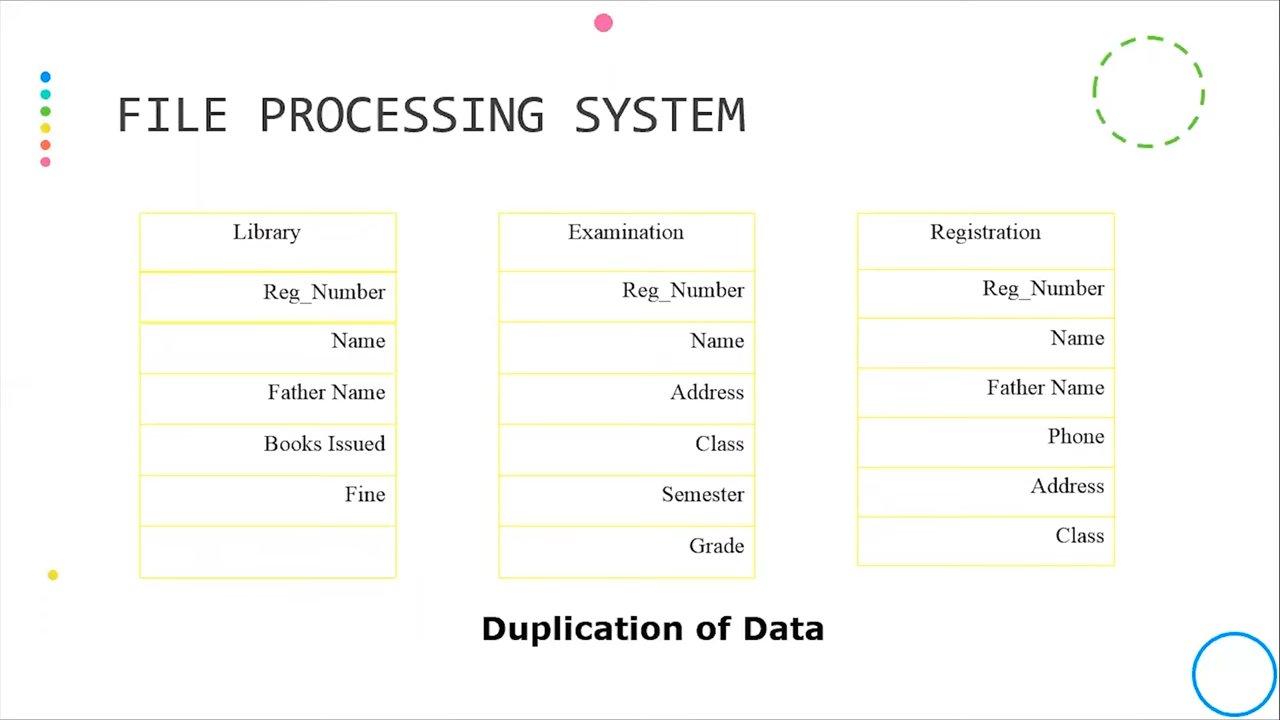 FILE PROCESSING SYSTEM
Library
Reg_Number
Name
Father Name
Books Issued
Fine
Examination
Reg_Number
Name
Address
Class
Semester
Grade
Registration
Reg_Number
Name
Father Name
Phone
Address
Class
Duplication of Data